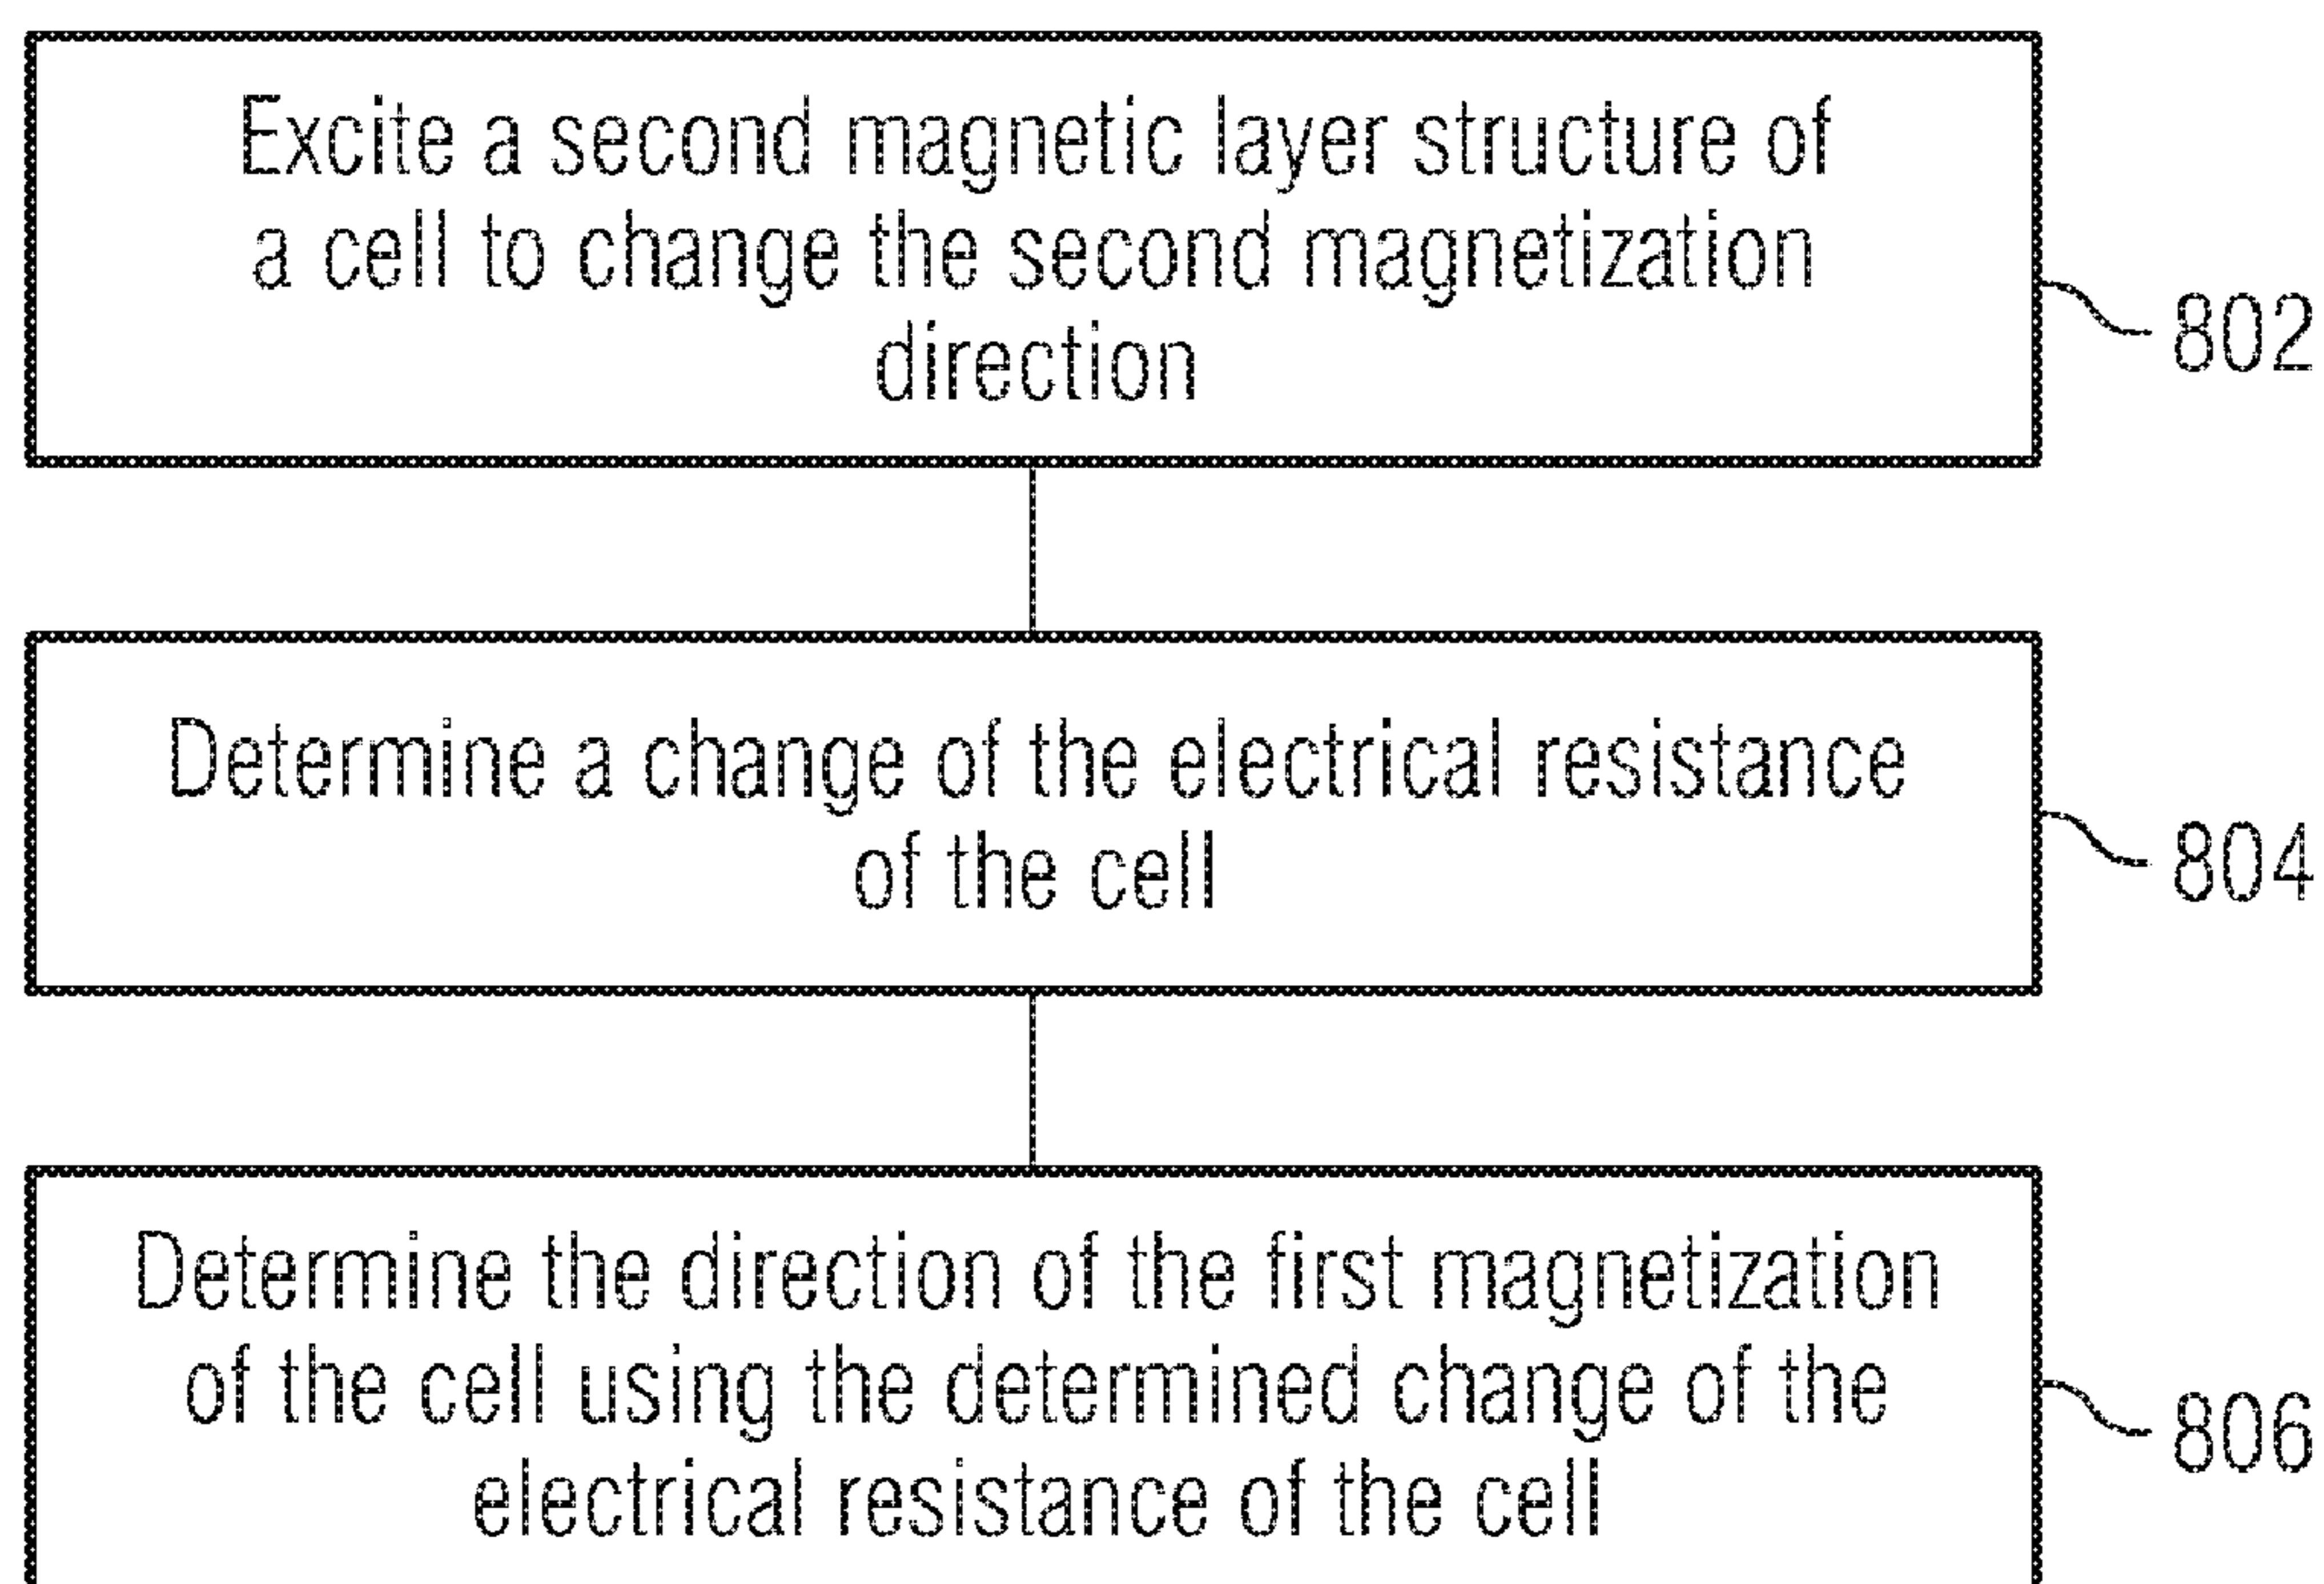 Excite a second magnetic layer structure of
a cell to change the second magnetization
direction
802
Determine a change of the electrical resistance
of the cell
804
Determine the direction of the first magnetization
of the cell using the determined change of the
electrical resistance of the cell
806